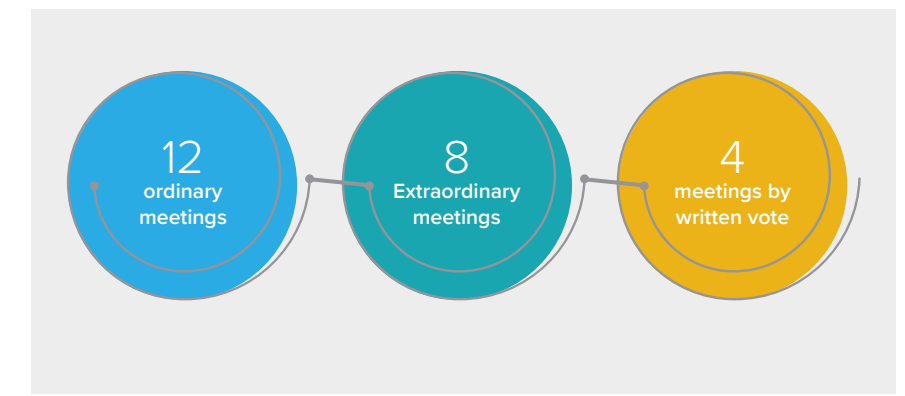 12
ordinary
meetings
8
Extraordinary
meetings
4
meetings by
written vote